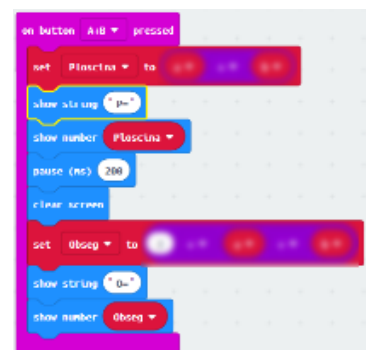 on button A+B pressed
set Ploscina to
show string "P="
show number Ploscina
pause (ms) 200
clear screen
set Obseg to
show string "O="
show number Obseg